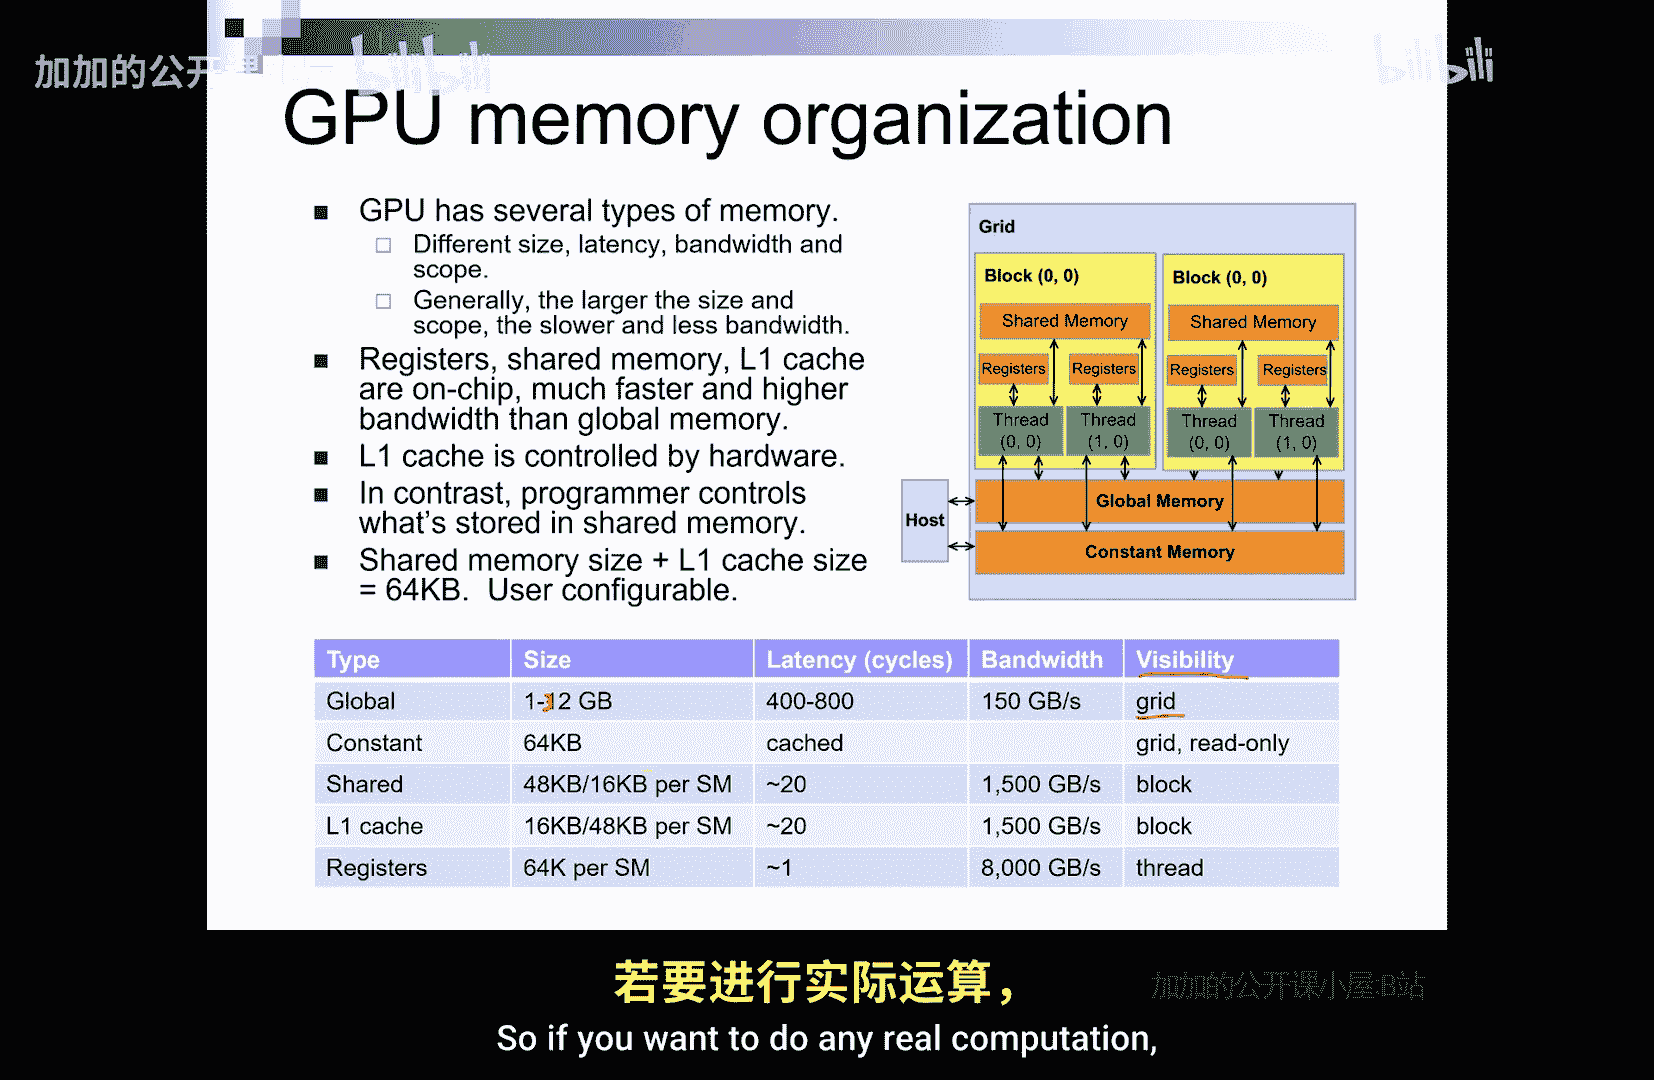 加加的公开
bilibili
bilibili
GPU memory organization
GPU has several types of memory.
Different size, latency, bandwidth and
scope.
Generally, the larger the size and
scope, the slower and less bandwidth.
Registers, shared memory, L1 cache
are on-chip, much faster and higher
bandwidth than global memory.
L1 cache is controlled by hardware.
In contrast, programmer controls
what's stored in shared memory.
Shared memory size + L1 cache size
= 64KB. User configurable.
Grid
Block (0, 0) Block (0, 0)
Shared Memory Shared Memory
Registers Registers Registers Registers
Thread Thread Thread Thread
(0, 0) (1, 0) (0, 0) (1, 0)
Global Memory
Host
Constant Memory
Type Size Latency (cycles) Bandwidth Visibility
Global 1-12 GB 400-800 150 GB/s grid
Constant 64KB cached grid, read-only
Shared 48KB/16KB per SM ~20 1,500 GB/s block
L1 cache 16KB/48KB per SM ~20 1,500 GB/s block
Registers 64K per SM ~1 8,000 GB/s thread
若要进行实际运算，
加加的公开课小屋:B站
So if you want to do any real computation,